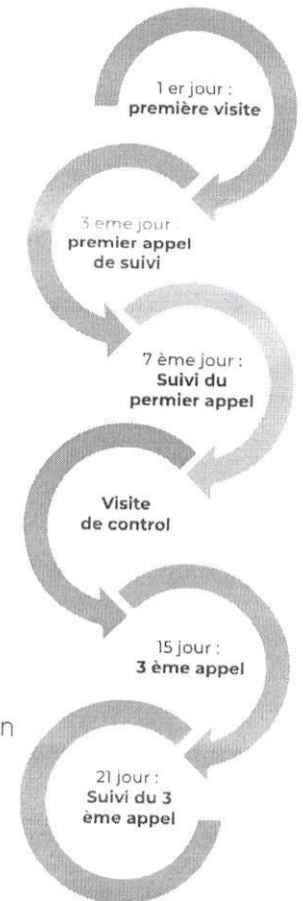 1 er jour :
première visite
3 eme jour :
premier appel
de suivi
7 ème jour :
Suivi du
permier appel
Visite
de control
15 jour :
3 ème appel
n
21 jour :
Suivi du 3
ème appel